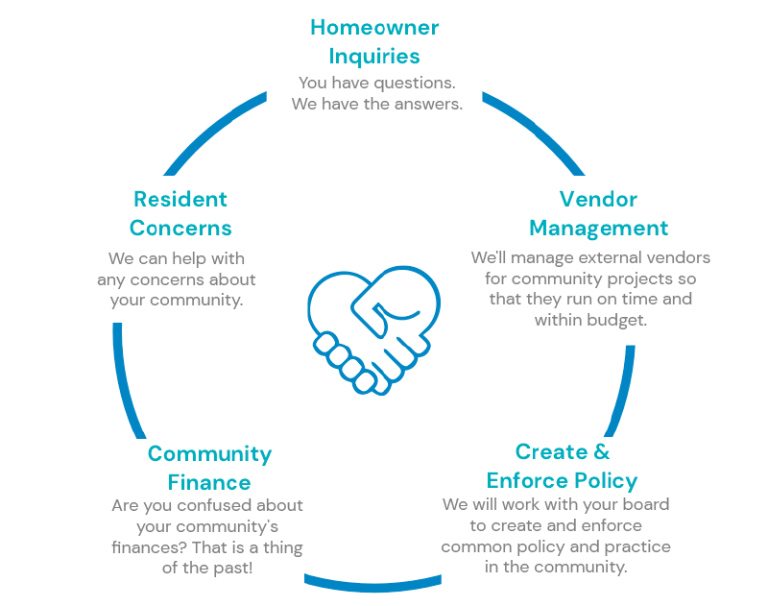 Homeowner
Inquiries
You have questions.
We have the answers.
Vendor
Management
We'll manage external vendors
for community projects so
that they run on time and
within budget.
Create &
Enforce Policy
We will work with your board
to create and enforce
common policy and practice
in the community.
Community
Finance
Are you confused about
your community's
finances? That is a thing
of the past!
Resident
Concerns
We can help with
any concerns about
your community.